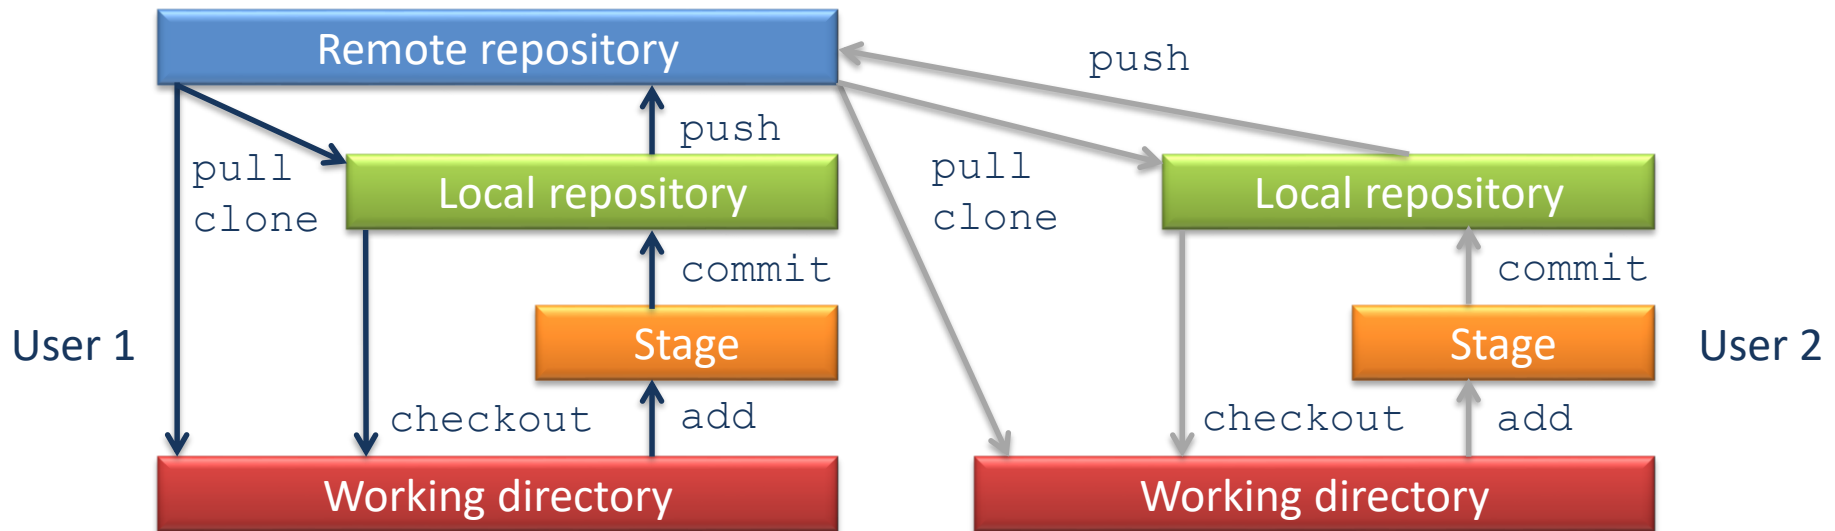 Remote repository
push
push
pull
clone
Local repository
pull
clone
Local repository
commit
commit
User 1
Stage
Stage
User 2
checkout
add
checkout
add
Working directory
Working directory